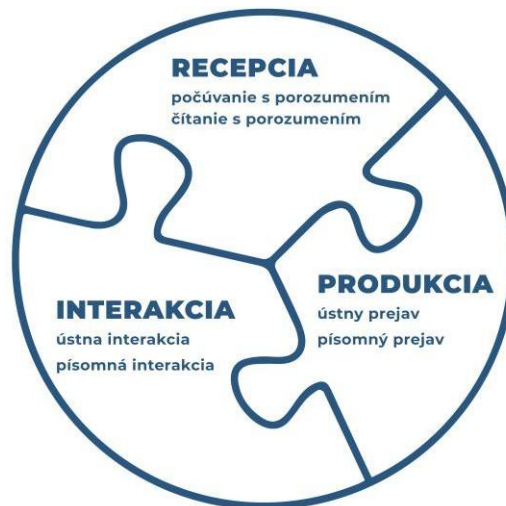 RECEPCIA
počúvanie s porozumením
čítanie s porozumením
INTERAKCIA
ústna interakcia
písomná interakcia
PRODUKCIA
ústny prejav
písomný prejav